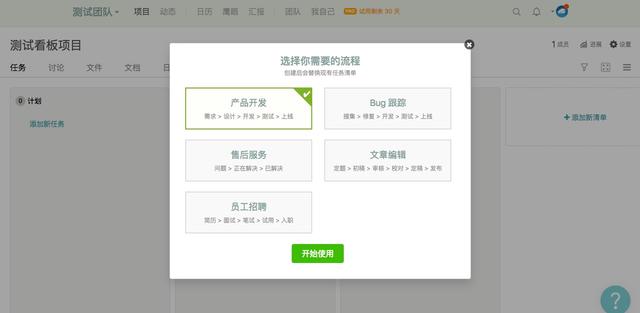 测试团队 项目 动态 日历 鹰眼 汇报 团队 我自己 试用剩余 30 天
测试看板项目
1 成员 进展 设置
任务 讨论 文件 文档
选择你需要的流程
创建后会替换现有任务清单
0 计划
添加新任务
添加新清单
产品开发
需求 > 设计 > 开发 > 测试 > 上线
Bug 跟踪
搜集 > 修复 > 开发 > 测试 > 上线
售后服务
问题 > 正在解决 > 已解决
文章编辑
定题 > 初稿 > 审核 > 校对 > 定稿 > 发布
员工招聘
简历 > 面试 > 笔试 > 试用 > 入职
开始使用
?